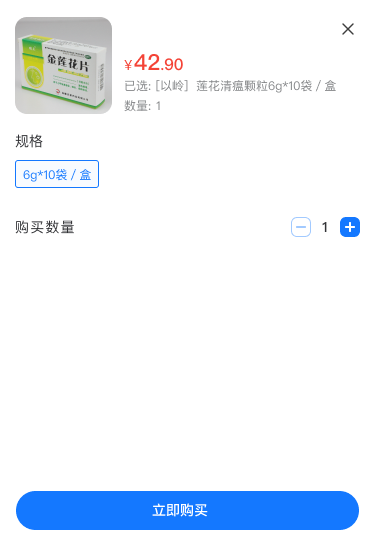 金莲花片
¥42.90
已选: [以岭] 莲花清瘟颗粒6g*10袋 / 盒
数量: 1
规格
6g*10袋 / 盒
购买数量
1
立即购买